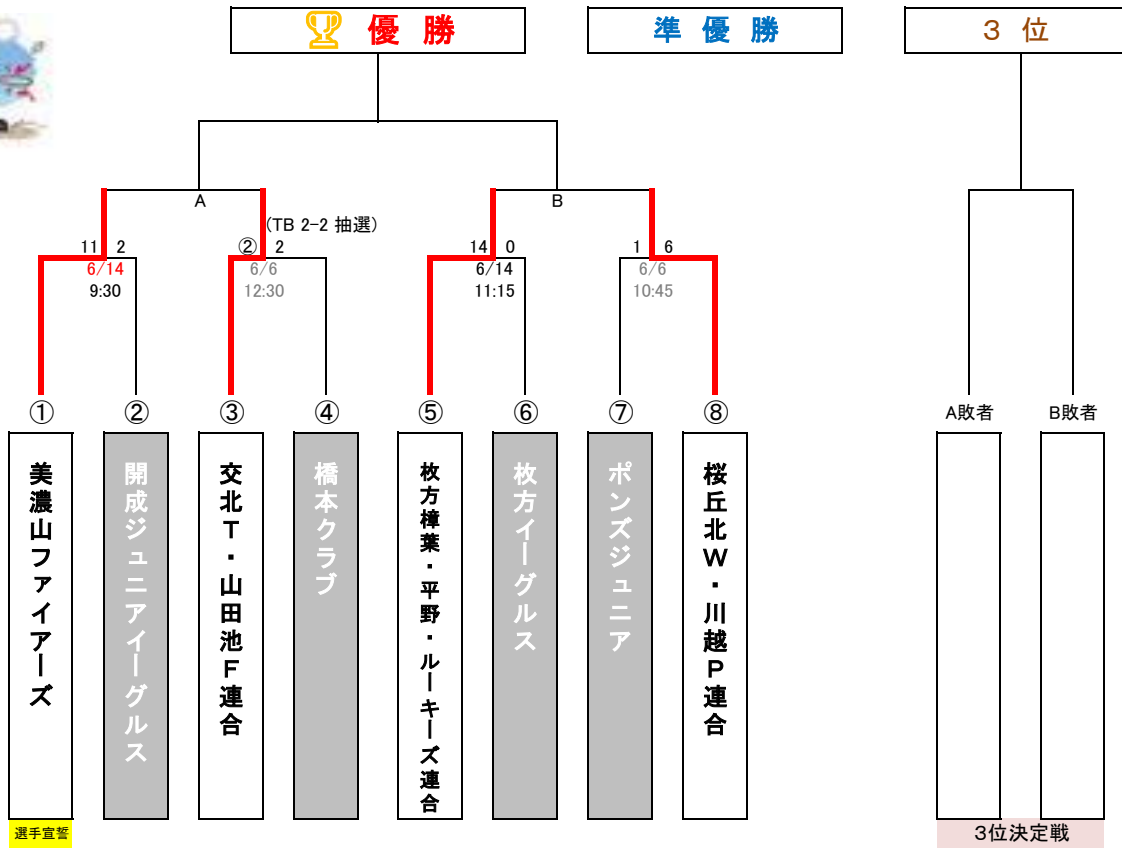 優 勝
準 優 勝
3 位
A
B
(TB 2-2 抽選)
11 2
② 2
14 0
1 6
6/14
6/6
6/14
6/6
9:30
12:30
11:15
10:45
①
②
③
④
⑤
⑥
⑦
⑧
A敗者
B敗者
美濃山ファイアーズ
開成ジュニアイーグルス
交北T・山田池F連合
橋本クラブ
枚方樟葉・平野・ルーキーズ連合
枚方イーグルス
ポンズジュニア
桜丘北W・川越P連合
選手宣誓
3位決定戦